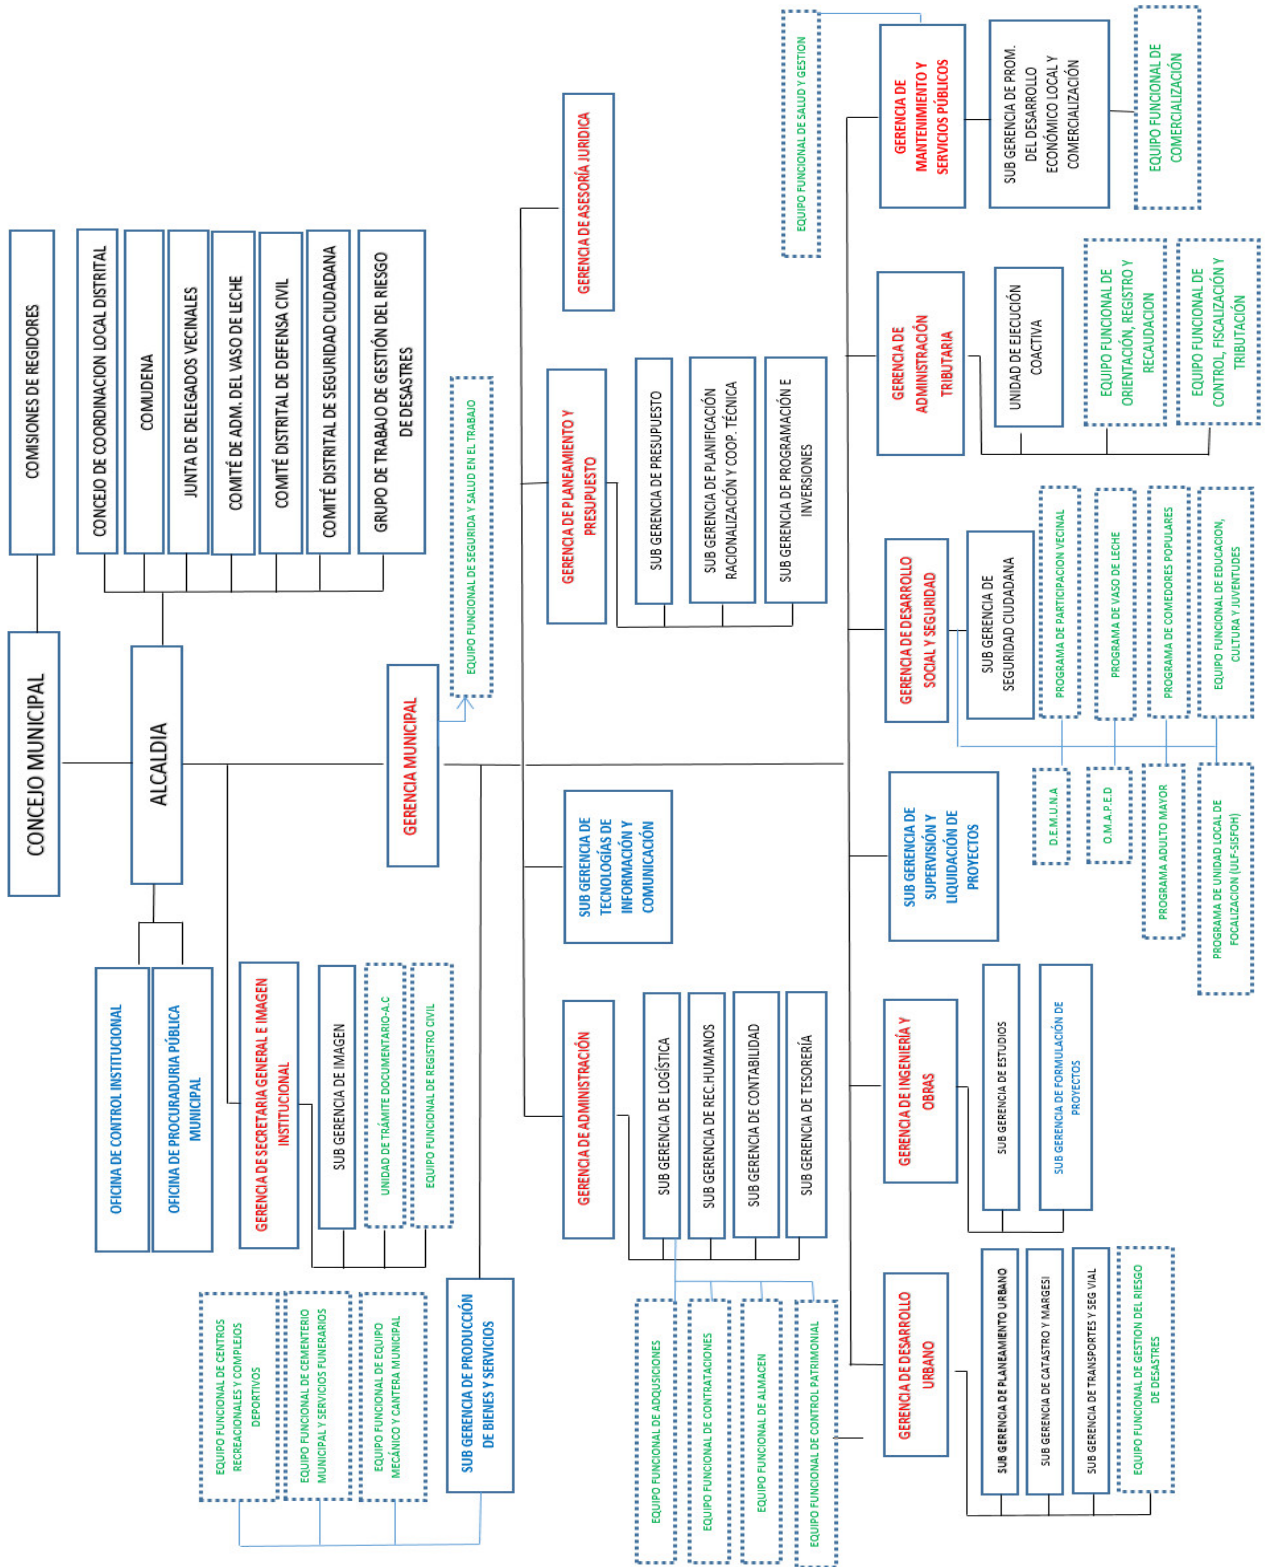 CONCEJO MUNICIPAL
COMISIONES DE REGIDORES
ALCALDIA
CONCEJO DE COORDINACION LOCAL DISTRITAL
COMUDENA
JUNTA DE DELEGADOS VECINALES
COMITÉ DE ADM. DEL VASO DE LECHE
COMITÉ DISTRITAL DE DEFENSA CIVIL
COMITÉ DISTRITAL DE SEGURIDAD CIUDADANA
GRUPO DE TRABAJO DE GESTIÓN DEL RIESGO
DE DESASTRES
OFICINA DE CONTROL INSTITUCIONAL
OFICINA DE PROCURADURIA PÚBLICA
MUNICIPAL
GERENCIA DE SECRETARIA GENERAL E IMAGEN
INSTITUCIONAL
SUB GERENCIA DE IMAGEN
UNIDAD DE TRÁMITE DOCUMENTARIO-A.C
EQUIPO FUNCIONAL DE REGISTRO CIVIL
GERENCIA MUNICIPAL
EQUIPO FUNCIONAL DE SEGURIDA Y SALUD EN EL TRABAJO
EQUIPO FUNCIONAL DE CENTROS
RECREACIONALES Y COMPLEJOS
DEPORTIVOS
EQUIPO FUNCIONAL DE CEMENTERIO
MUNICIPAL Y SERVICIOS FUNERARIOS
EQUIPO FUNCIONAL DE EQUIPO
MECÁNICO Y CANTERA MUNICIPAL
SUB GERENCIA DE PRODUCCIÓN
DE BIENES Y SERVICIOS
GERENCIA DE ADMINISTRACIÓN
SUB GERENCIA DE LOGÍSTICA
SUB GERENCIA DE REC.HUMANOS
SUB GERENCIA DE CONTABILIDAD
SUB GERENCIA DE TESORERÍA
EQUIPO FUNCIONAL DE ADQUSICIONES
EQUIPO FUNCIONAL DE CONTRATACIONES
EQUIPO FUNCIONAL DE ALMACEN
EQUIPO FUNCIONAL DE CONTROL PATRIMONIAL
SUB GERENCIA DE
TECNOLOGÍAS DE
INFORMACIÓN Y
COMUNICACIÓN
GERENCIA DE PLANEAMIENTO Y
PRESUPUESTO
SUB GERENCIA DE PRESUPUESTO
SUB GERENCIA DE PLANIFICACIÓN
RACIONALIZACIÓN Y COOP. TÉCNICA
SUB GERENCIA DE PROGRAMACIÓN E
INVERSIONES
GERENCIA DE ASESORÍA JURIDICA
GERENCIA DE DESARROLLO
URBANO
SUB GERENCIA DE PLANEAMIENTO URBANO
SUB GERENCIA DE CATASTRO Y MARGESI
SUB GERENCIA DE TRANSPORTES Y SEG VIAL
EQUIPO FUNCIONAL DE GESTION DEL RIESGO
DE DESASTRES
GERENCIA DE INGENIERÍA Y
OBRAS
SUB GERENCIA DE ESTUDIOS
SUB GERENCIA DE FORMULACIÓN DE
PROYECTOS
SUB GERENCIA DE
SUPERVISIÓN Y
LIQUIDACIÓN DE
PROYECTOS
GERENCIA DE DESARROLLO
SOCIAL Y SEGURIDAD
SUB GERENCIA DE
SEGURIDAD CIUDADANA
D.E.M.U.N.A
PROGRAMA DE PARTICIPACION VECINAL
O.M.A.P.E.D
PROGRAMA DE VASO DE LECHE
PROGRAMA ADULTO MAYOR
PROGRAMA DE COMEDORES POPULARES
PROGRAMA DE UNIDAD LOCAL DE
FOCALIZACION (ULF-SISFOH)
EQUIPO FUNCIONAL DE EDUCACION,
CULTURA Y JUVENTUDES
GERENCIA DE
ADMINISTRACIÓN
TRIBUTARIA
UNIDAD DE EJECUCIÓN
COACTIVA
EQUIPO FUNCIONAL DE
ORIENTACIÓN, REGISTRO Y
RECAUDACION
EQUIPO FUNCIONAL DE
CONTROL, FISCALIZACIÓN Y
TRIBUTACIÓN
EQUIPO FUNCIONAL DE SALUD Y GESTION
GERENCIA DE
MANTENIMIENTO Y
SERVICIOS PÚBLICOS
SUB GERENCIA DE PROM.
DEL DESARROLLO
ECONÓMICO LOCAL Y
COMERCIALIZACIÓN
EQUIPO FUNCIONAL DE
COMERCIALIZACIÓN